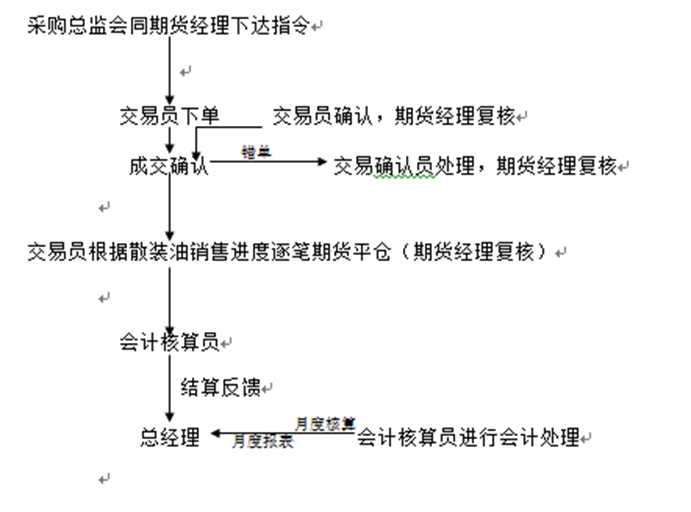 采购总监会同期货经理下达指令
交易员下单
交易员确认，期货经理复核
成交确认
错单
交易确认员处理，期货经理复核
交易员根据散装油销售进度逐笔期货平仓（期货经理复核）
会计核算员
结算反馈
总经理
月度核算
月度报表
会计核算员进行会计处理